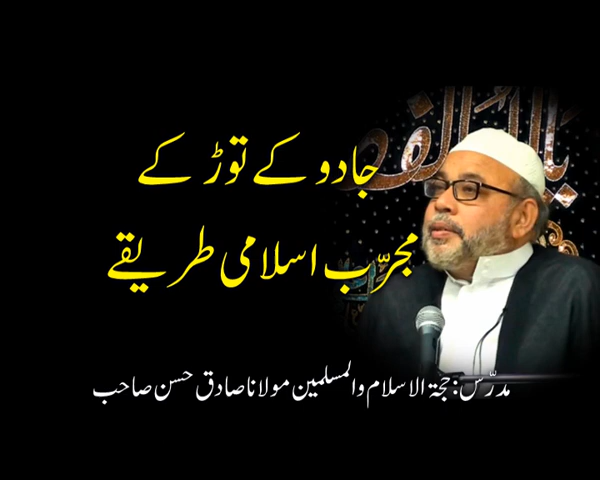 جادو کے توڑ کے
مجرّب اسلامی طریقے
مدرّس: حجۃ الاسلام والمسلمین مولانا صادق حسن صاحب